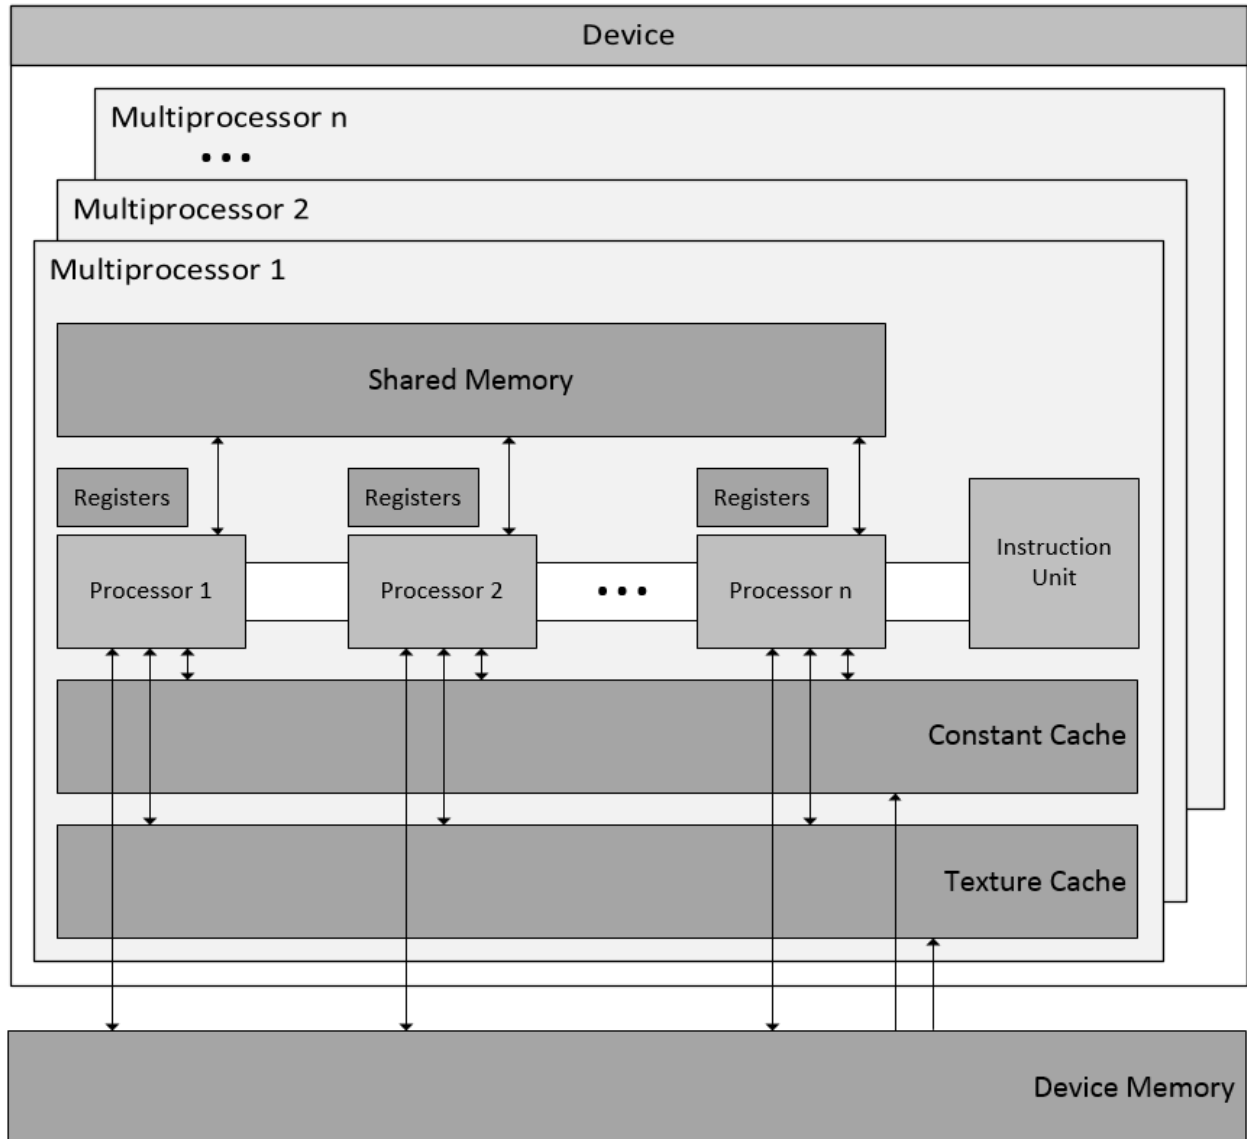 Device
Multiprocessor n
•••
Multiprocessor 2
Multiprocessor 1
Shared Memory
Registers
Registers
Registers
Processor 1
Processor 2
•••
Processor n
Instruction
Unit
Constant Cache
Texture Cache
Device Memory